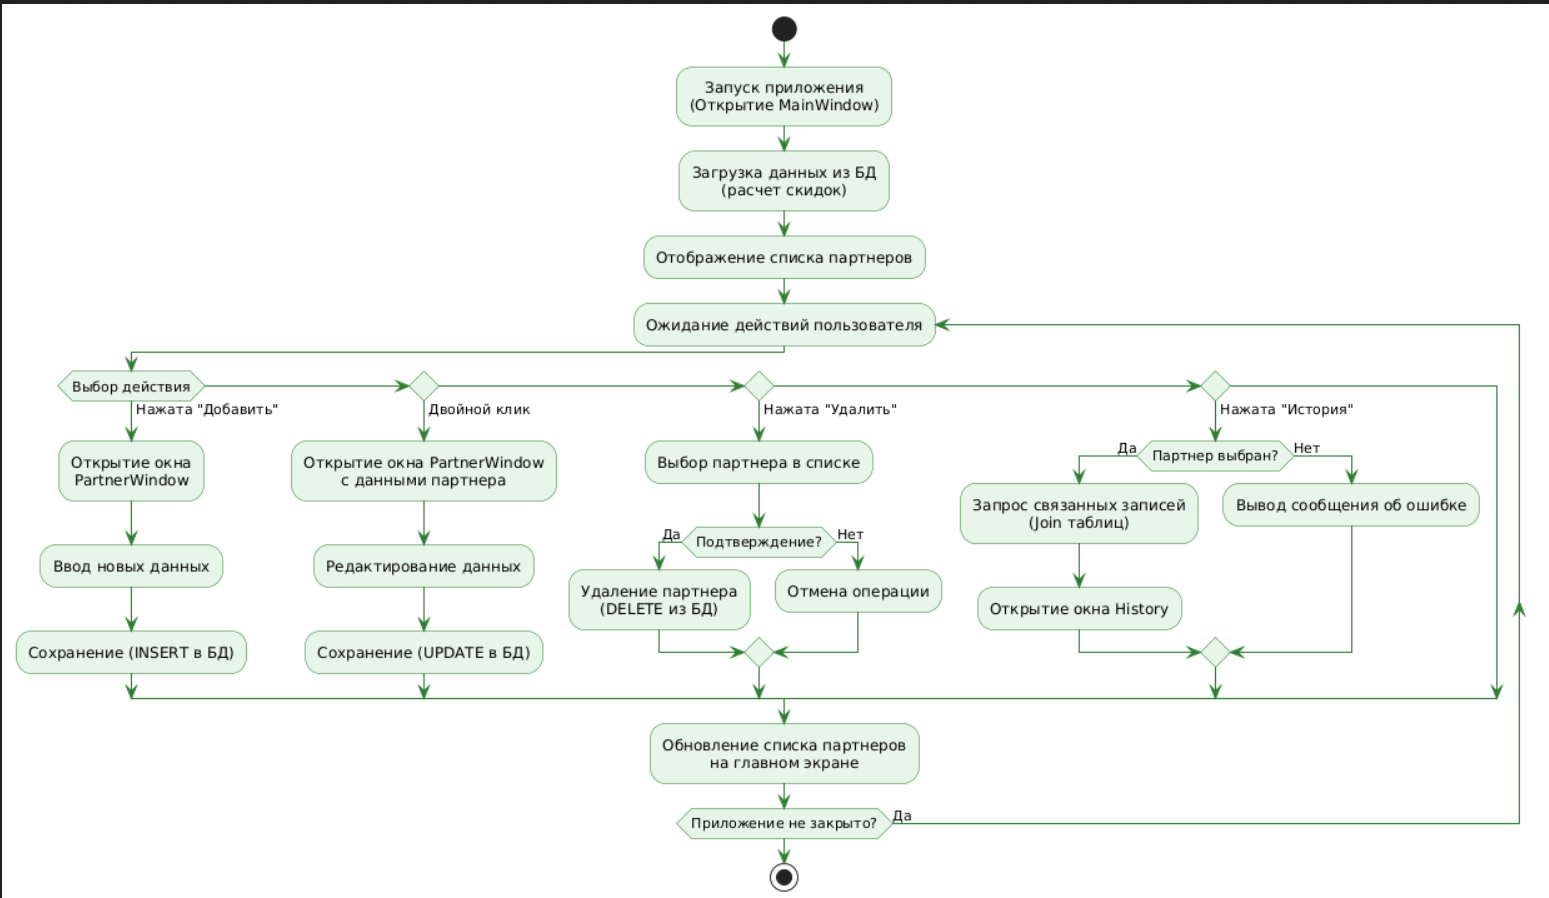 Запуск приложения
(Открытие MainWindow)
Загрузка данных из БД
(расчет скидок)
Отображение списка партнеров
Ожидание действий пользователя
Выбор действия
Нажата "Добавить"
Открытие окна
PartnerWindow
Ввод новых данных
Сохранение (INSERT в БД)
Двойной клик
Открытие окна PartnerWindow
с данными партнера
Редактирование данных
Сохранение (UPDATE в БД)
Нажата "Удалить"
Выбор партнера в списке
Подтверждение?
Да
Удаление партнера
(DELETE из БД)
Нет
Отмена операции
Нажата "История"
Партнер выбран?
Да
Запрос связанных записей
(Join таблиц)
Открытие окна History
Нет
Вывод сообщения об ошибке
Обновление списка партнеров
на главном экране
Приложение не закрыто?
Да